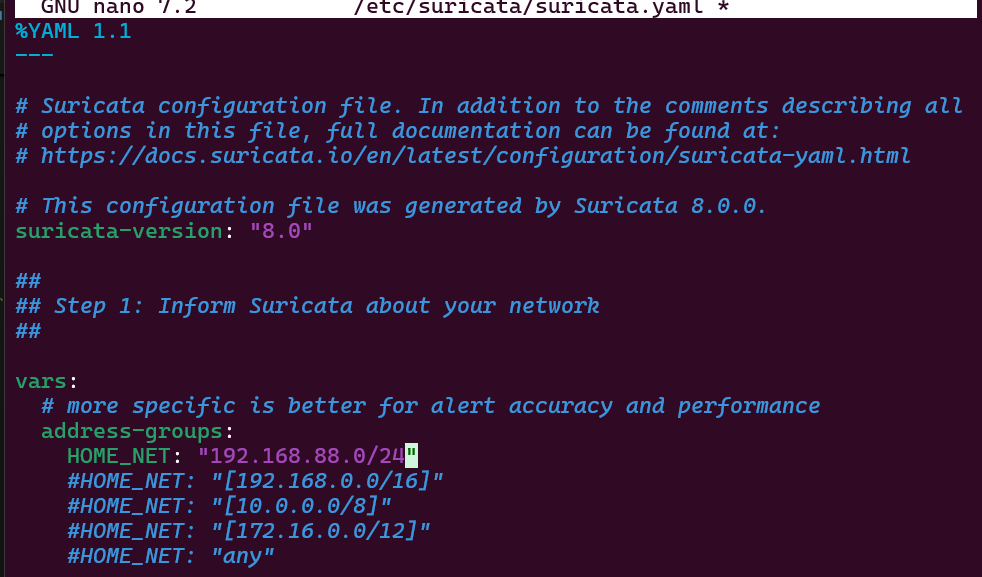 GNU nano 7.2 /etc/suricata/suricata.yaml *
%YAML 1.1
---
# Suricata configuration file. In addition to the comments describing all
# options in this file, full documentation can be found at:
# https://docs.suricata.io/en/latest/configuration/suricata-yaml.html
# This configuration file was generated by Suricata 8.0.0.
suricata-version: "8.0"
##
## Step 1: Inform Suricata about your network
##
vars:
  # more specific is better for alert accuracy and performance
  address-groups:
    HOME_NET: "192.168.88.0/24"
    #HOME_NET: "[192.168.0.0/16]"
    #HOME_NET: "[10.0.0.0/8]"
    #HOME_NET: "[172.16.0.0/12]"
    #HOME_NET: "any"